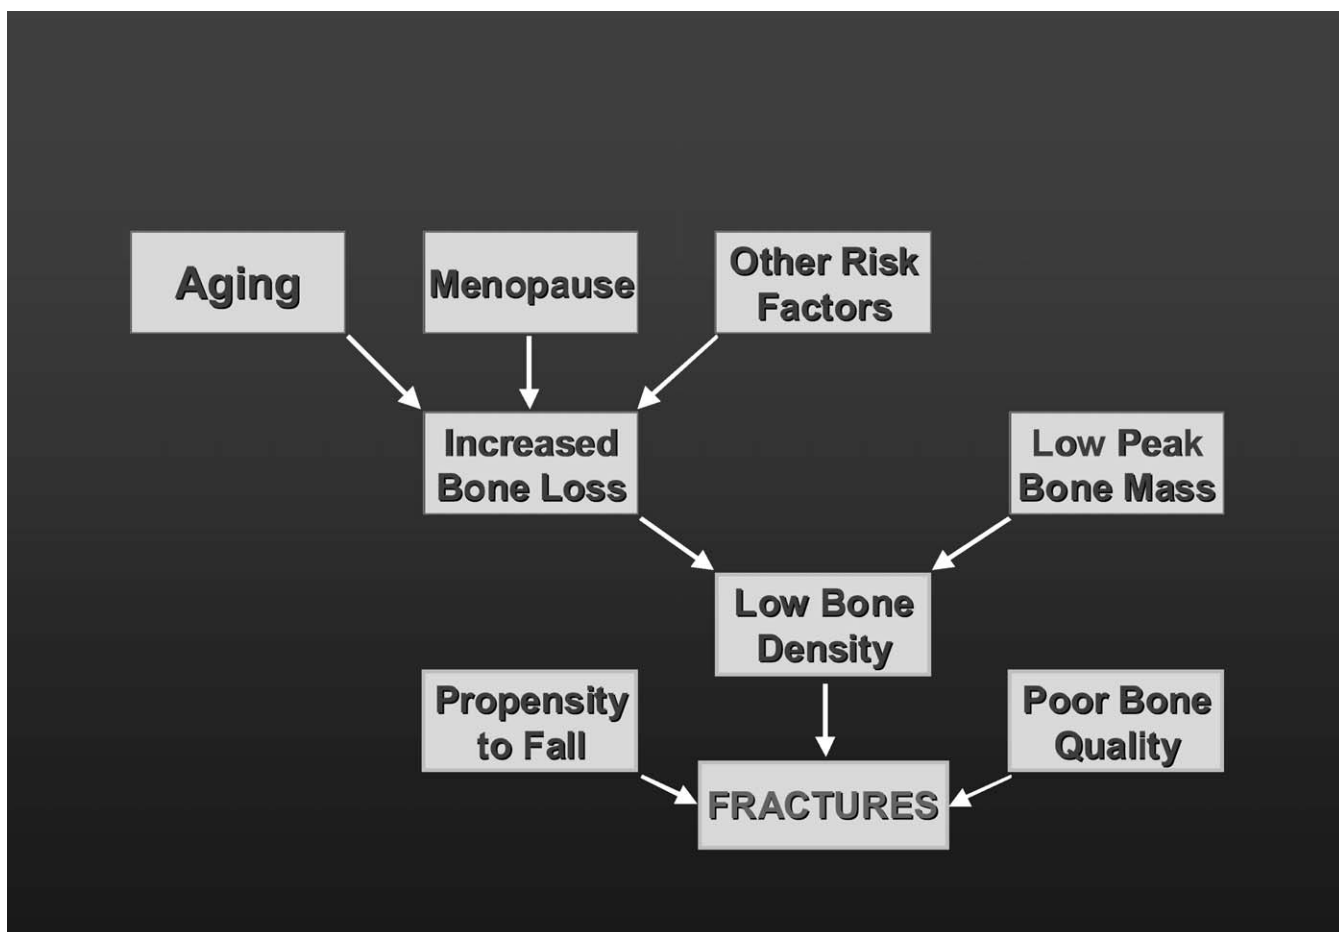 Aging
Menopause
Other Risk
Factors
Increased
Bone Loss
Low Peak
Bone Mass
Low Bone
Density
Propensity
to Fall
Poor Bone
Quality
FRACTURES